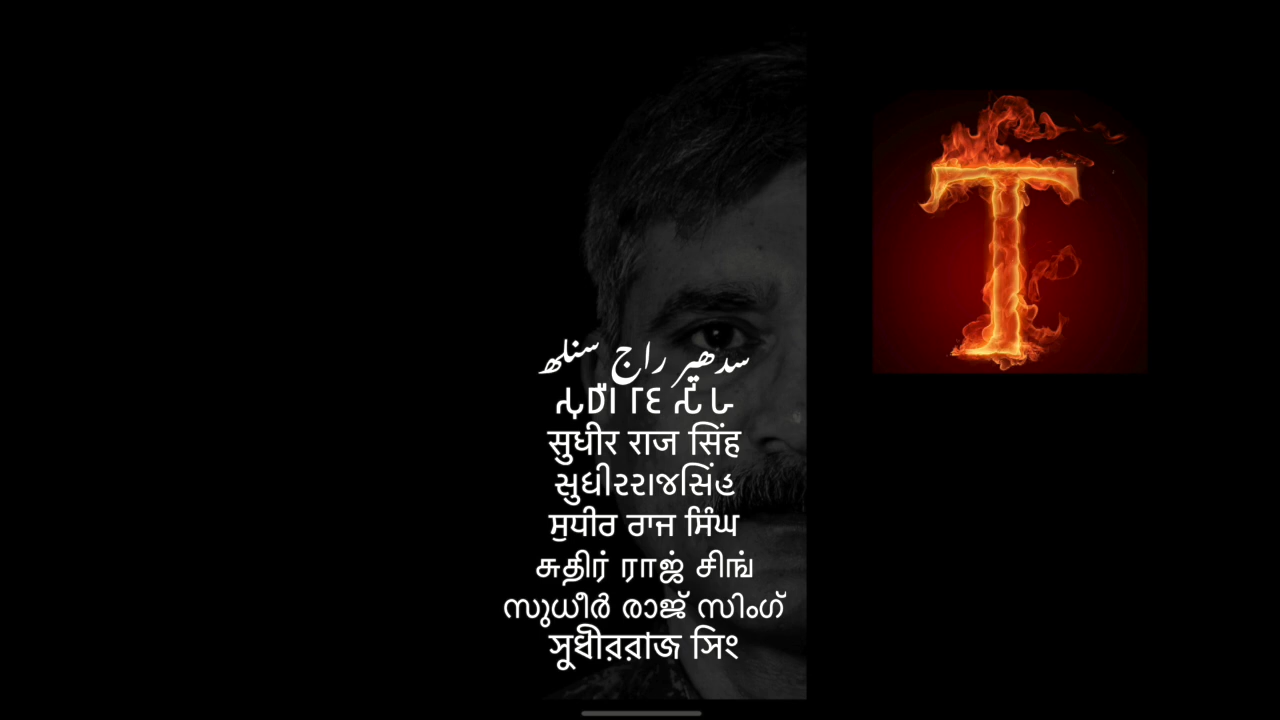 سدھیر راج سنلھ
सुधीर राज सिंह
સુધીરરાજસિંહ
ਸੁਧੀਰ ਰਾਜ ਸਿੰਘ
சுதிர் ராஜ் சிங்
സുധീർ രാജ് സിംഗ്
সুধীররাজ সিং
T